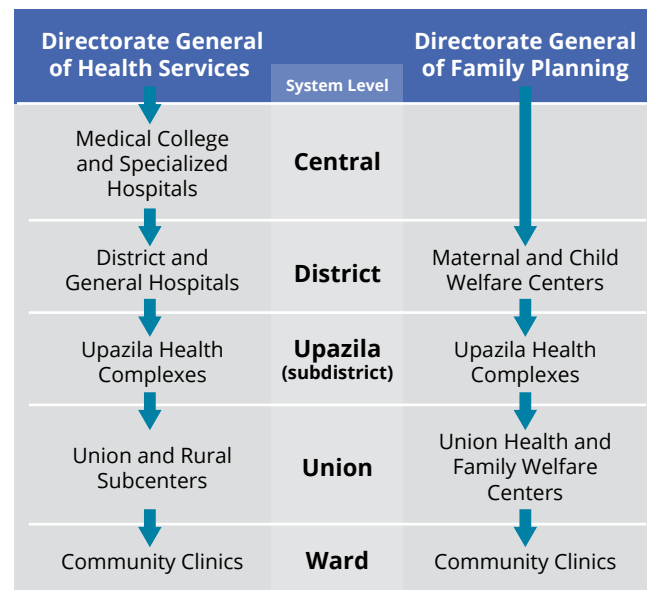 Directorate General
of Health Services
System Level
Directorate General
of Family Planning
Medical College
and Specialized
Hospitals
Central
District and
General Hospitals
District
Maternal and Child
Welfare Centers
Upazila Health
Complexes
Upazila
(subdistrict)
Upazila Health
Complexes
Union and Rural
Subcenters
Union
Union Health and
Family Welfare
Centers
Community Clinics
Ward
Community Clinics